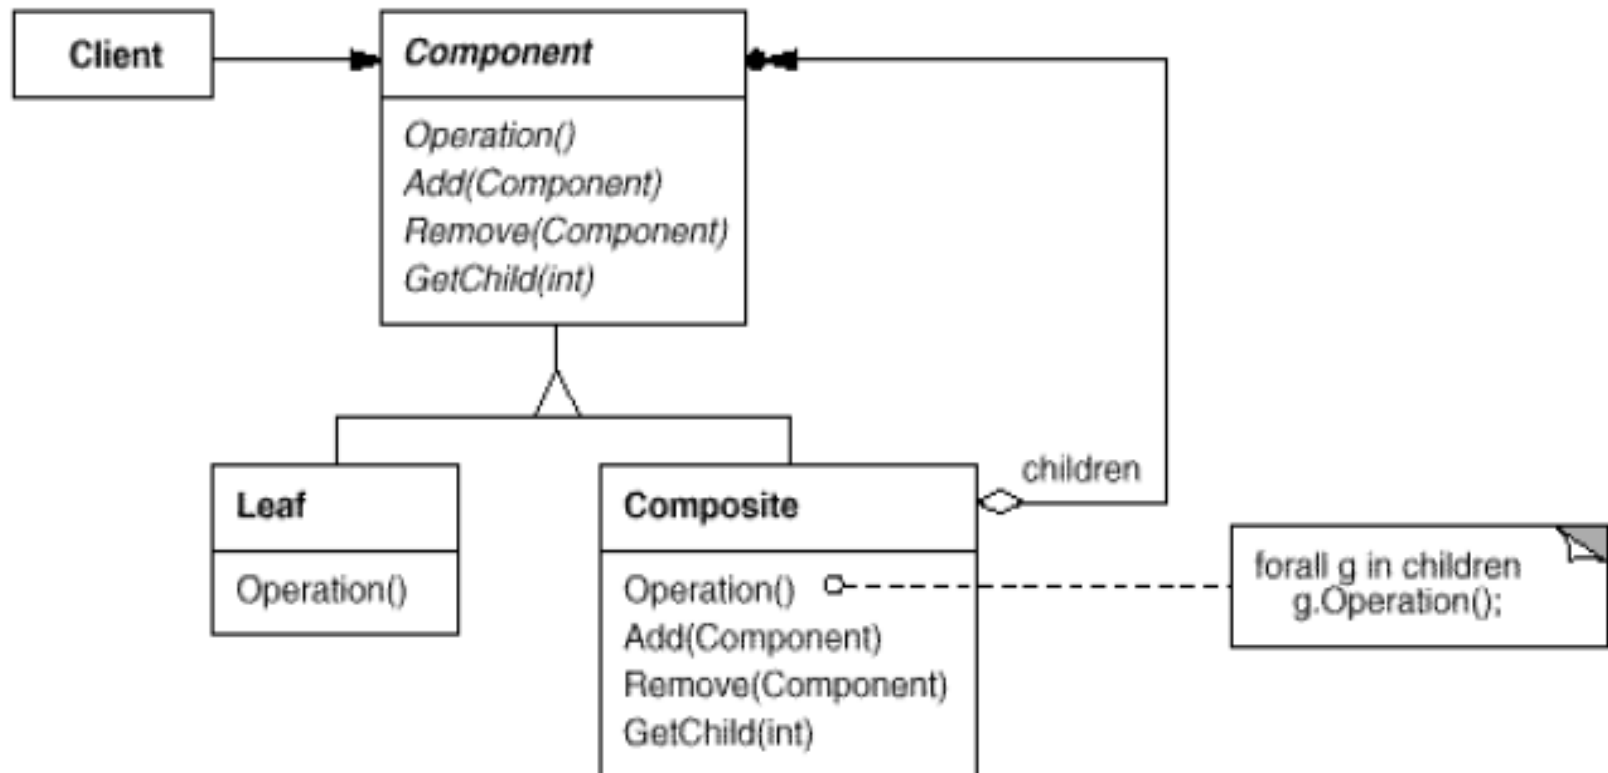 Client
Component
Operation()
Add(Component)
Remove(Component)
GetChild(int)
children
Leaf
Operation()
Composite
Operation()
Add(Component)
Remove(Component)
GetChild(int)
forall g in children
g.Operation();